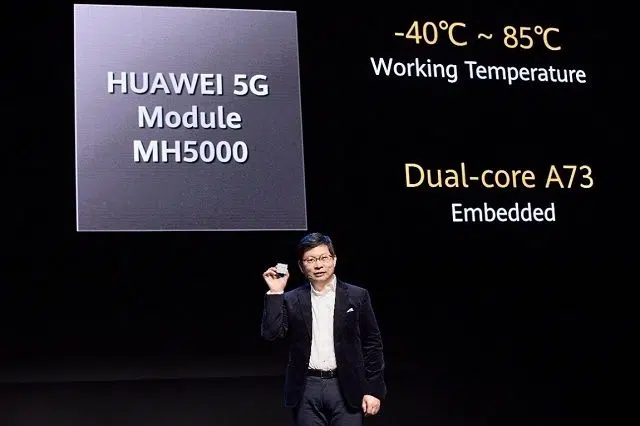 HUAWEI 5G
Module
MH5000
-40℃ ~ 85℃
Working Temperature
Dual-core A73
Embedded